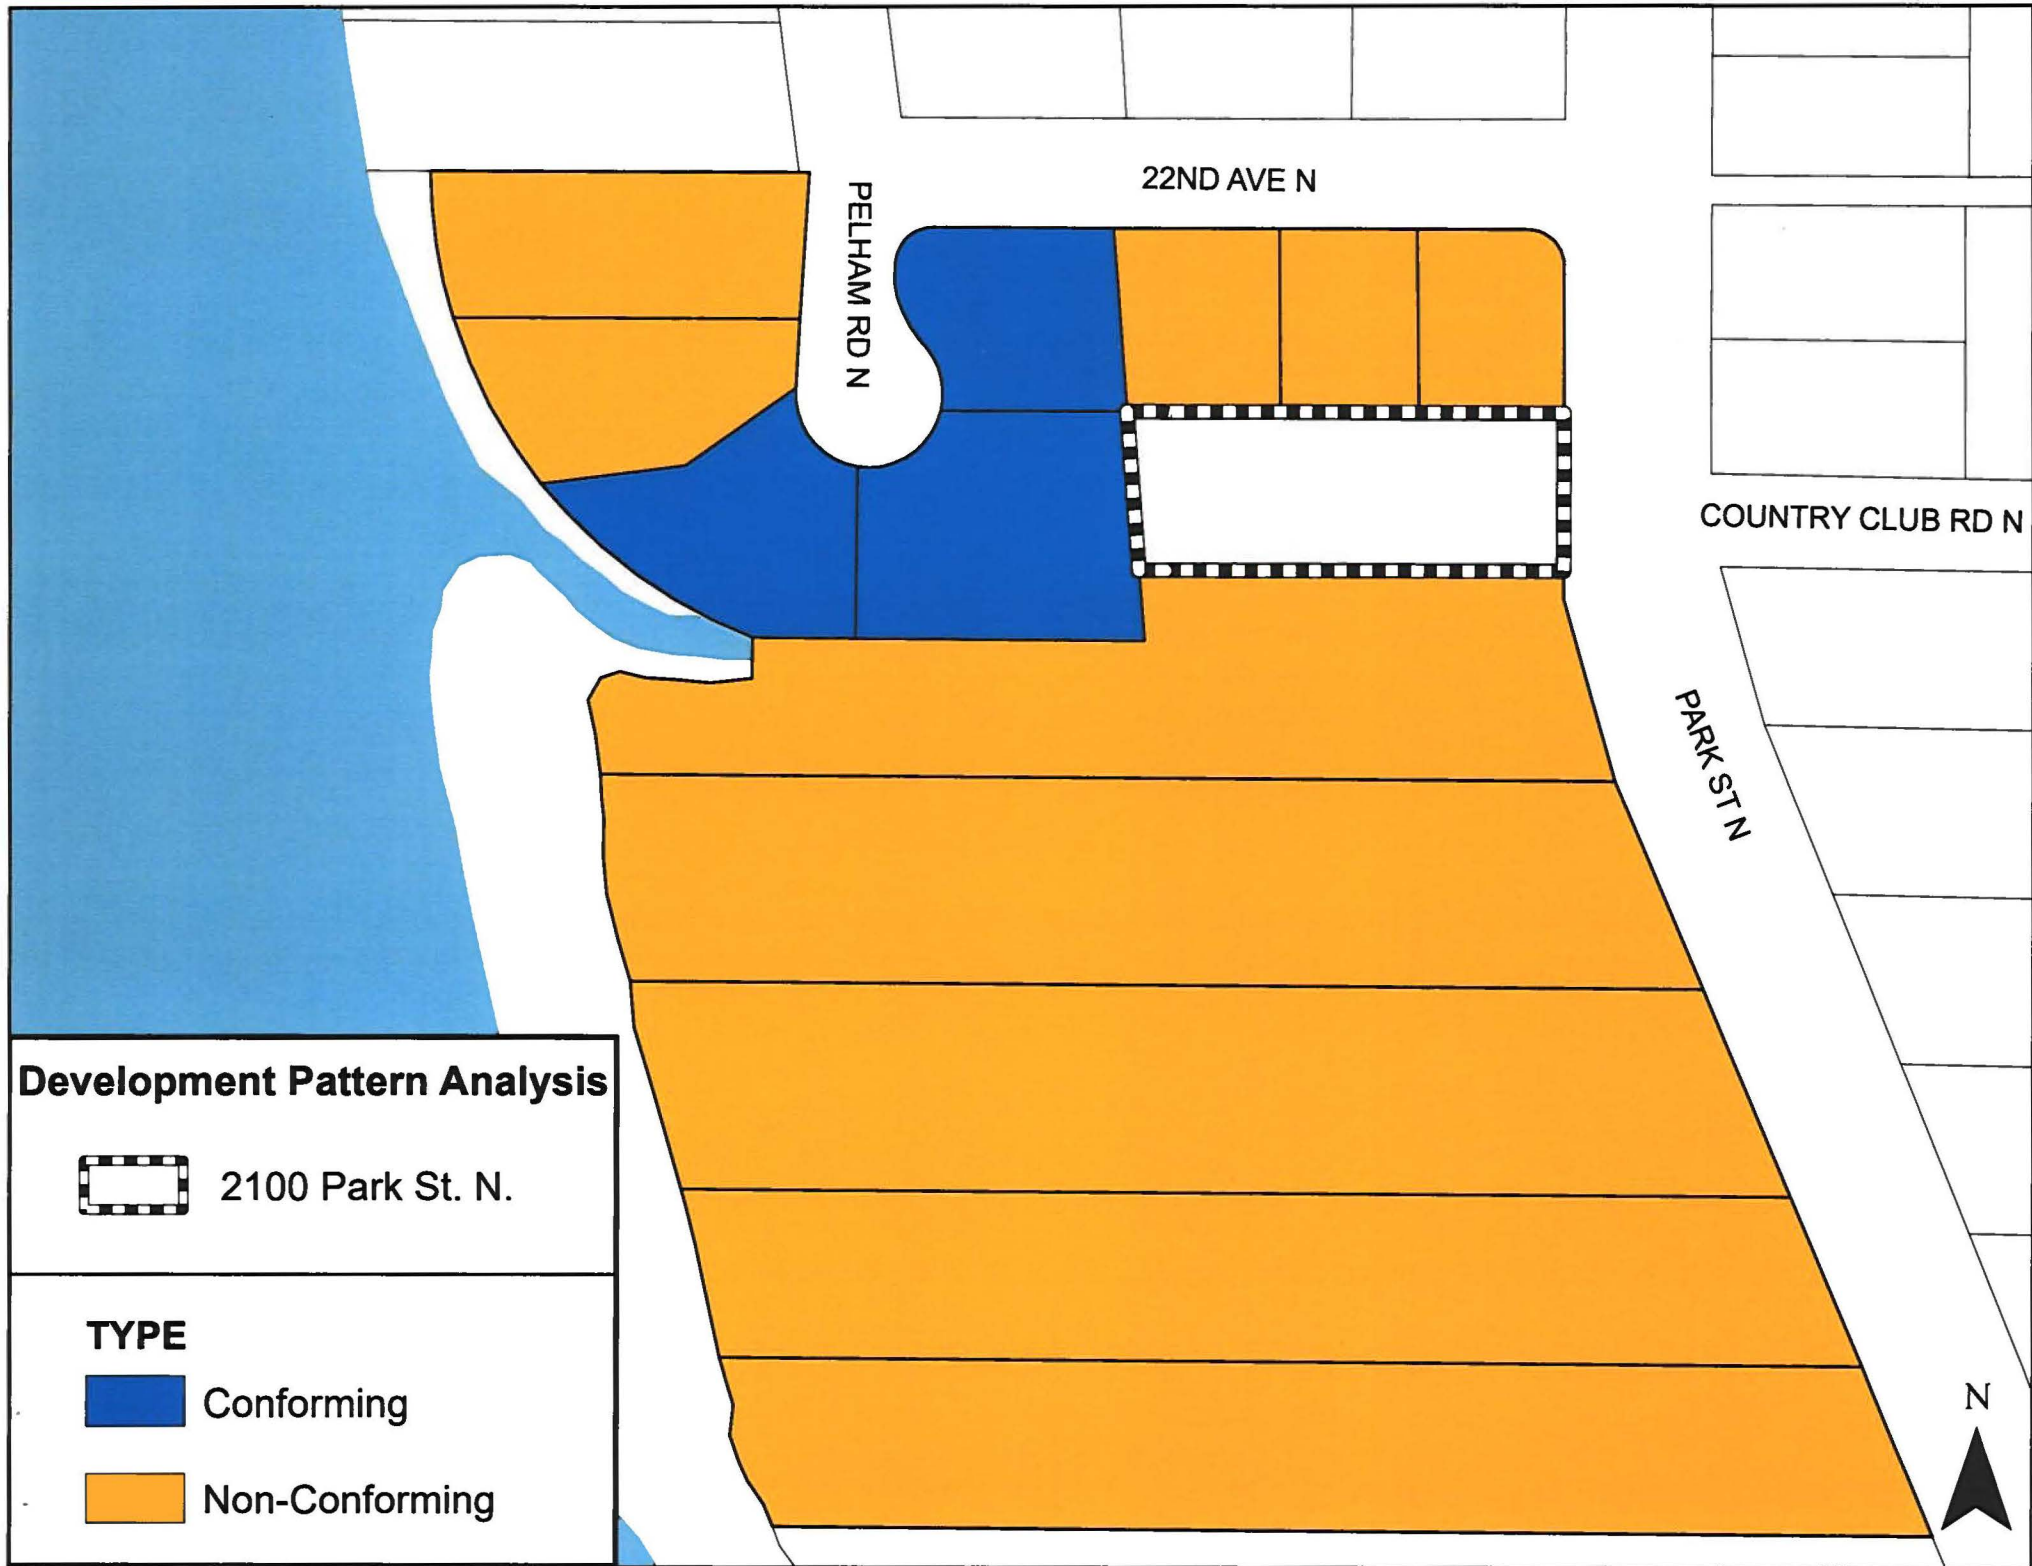 22ND AVE N
PELHAM RD N
COUNTRY CLUB RD N
PARK ST N
Development Pattern Analysis
2100 Park St. N.
TYPE
Conforming
Non-Conforming
N